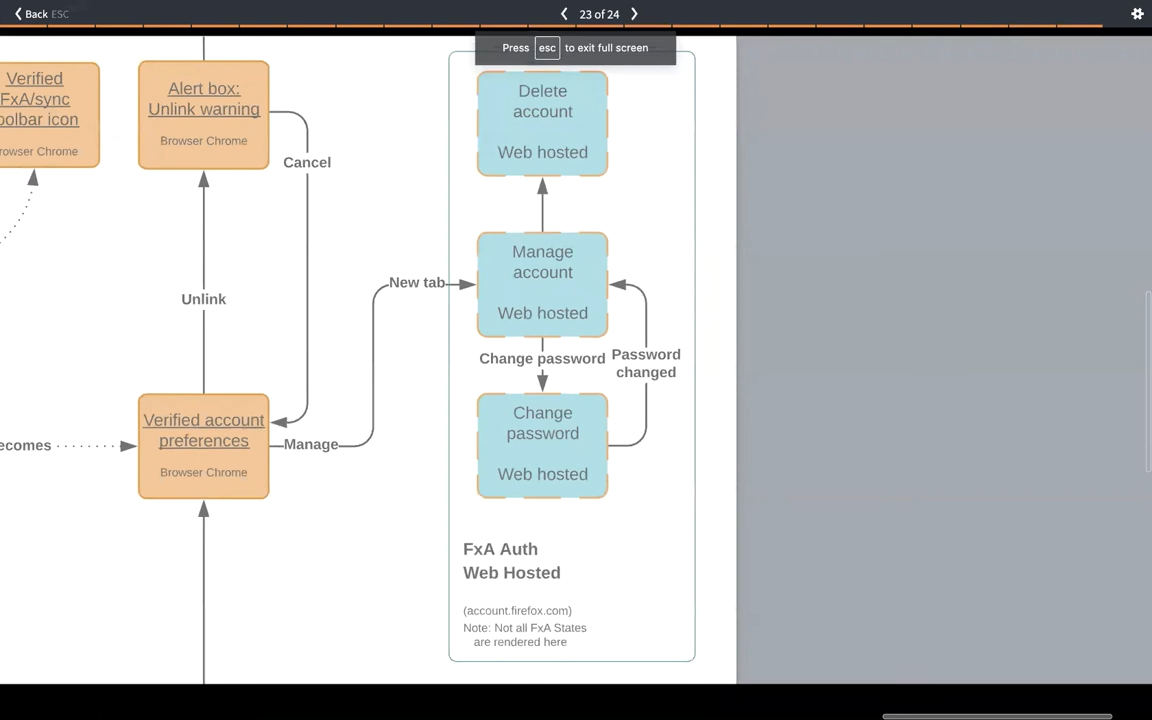 Back ESC
23 of 24
Press esc to exit full screen
Verified
FxA/sync
oolbar icon
rowser Chrome
Alert box:
Unlink warning
Browser Chrome
Cancel
Unlink
ecomes
Verified account
preferences
Browser Chrome
Manage
New tab
Delete
account
Web hosted
Manage
account
Web hosted
Change password
Password
changed
Change
password
Web hosted
FxA Auth
Web Hosted
(account.firefox.com)
Note: Not all FxA States
are rendered here